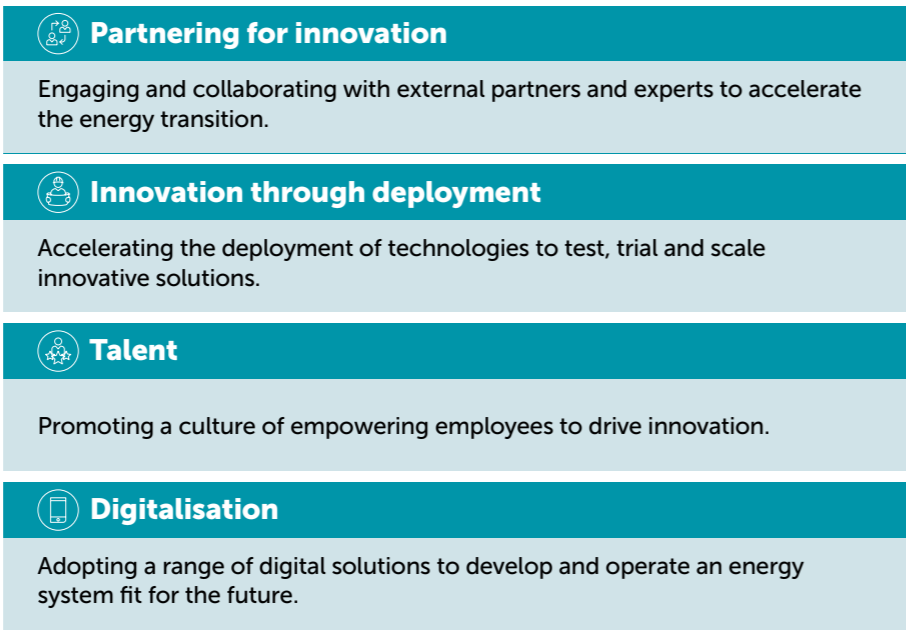 Partnering for innovation
Engaging and collaborating with external partners and experts to accelerate
the energy transition.
Innovation through deployment
Accelerating the deployment of technologies to test, trial and scale
innovative solutions.
Talent
Promoting a culture of empowering employees to drive innovation.
Digitalisation
Adopting a range of digital solutions to develop and operate an energy
system fit for the future.